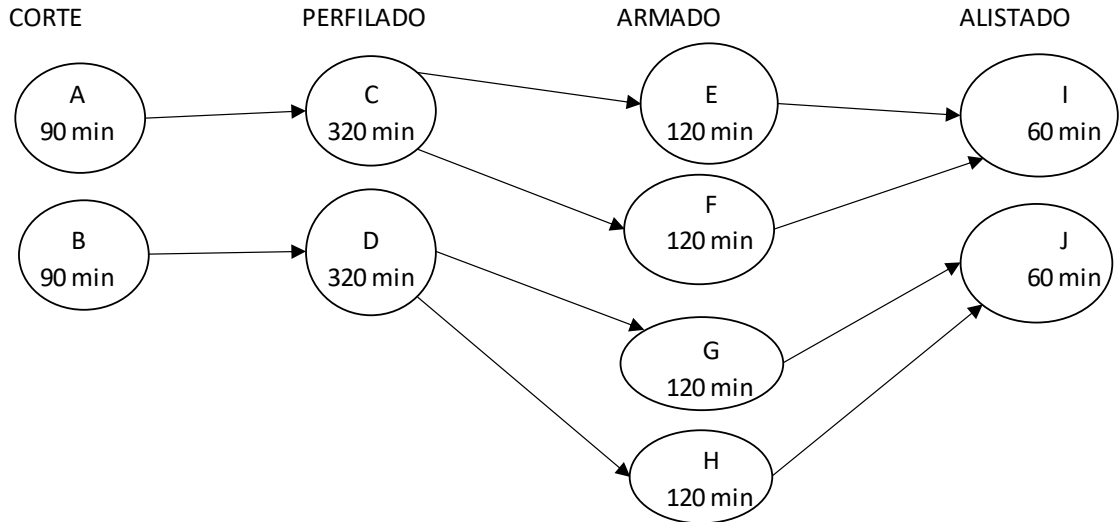 CORTE
PERFILADO
ARMADO
ALISTADO
A
90 min
C
320 min
E
120 min
I
60 min
F
120 min
B
90 min
D
320 min
J
60 min
G
120 min
H
120 min